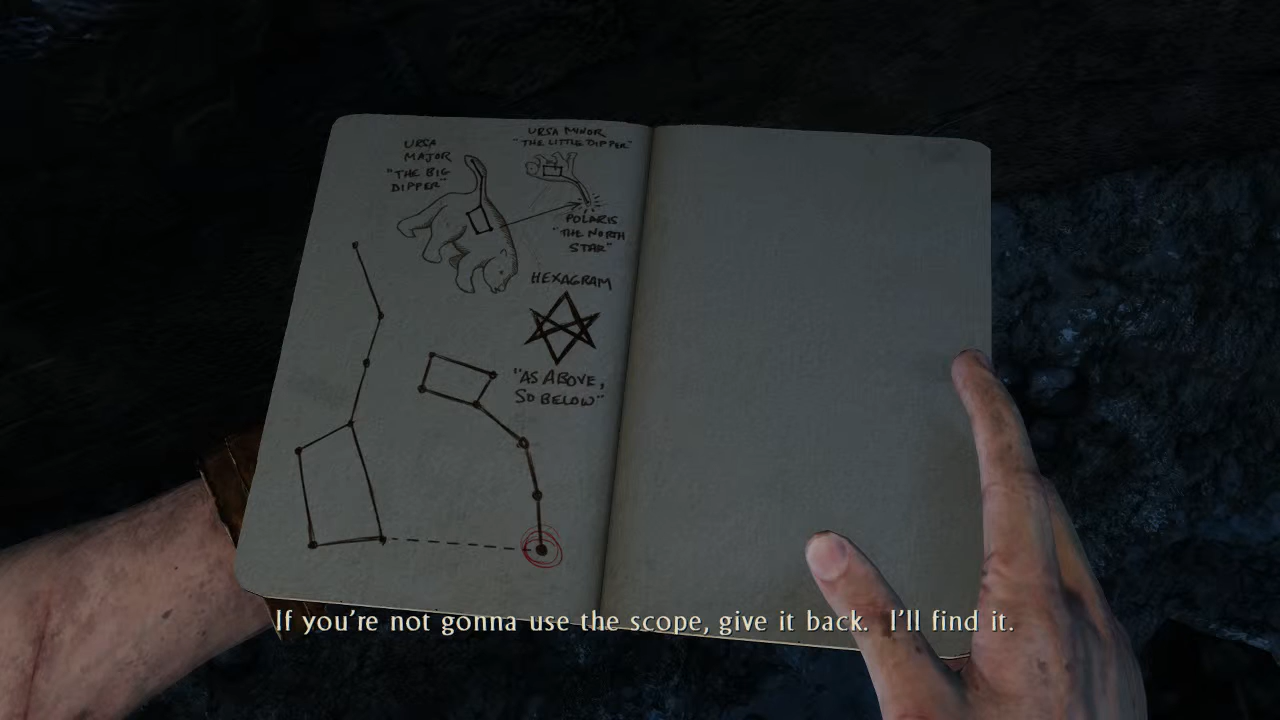 URSA
MAJOR
"THE BIG
DIPPER"
URSA MINOR
"THE LITTLE DIPPER"
POLARIS
"THE NORTH
STAR"
HEXAGRAM
"AS ABOVE,
SO BELOW"
If you're not gonna use the scope, give it back. I'll find it.